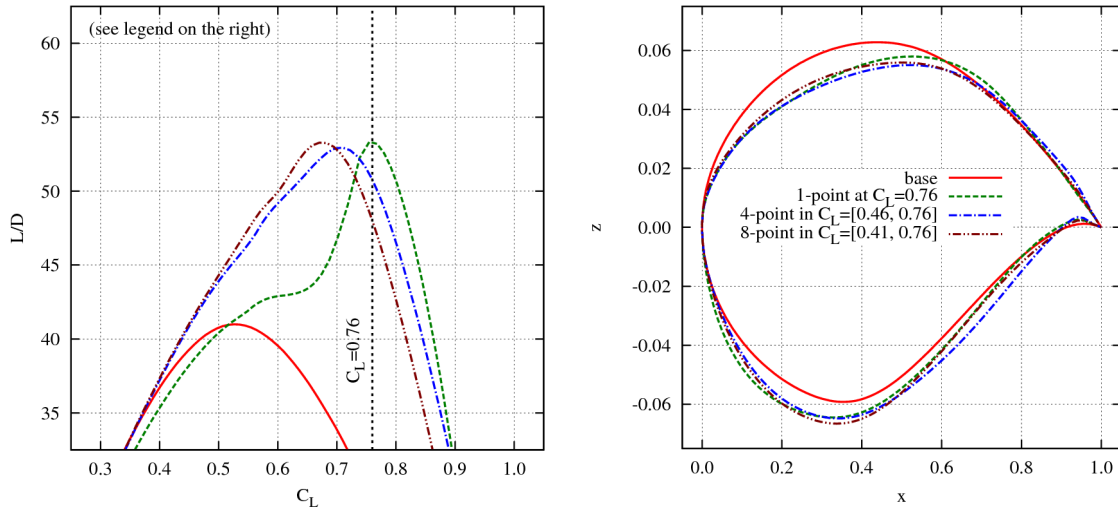 (see legend on the right)
60
55
50
45
40
35
L/D
C_L=0.76
0.3 0.4 0.5 0.6 0.7 0.8 0.9 1.0
C_L
0.06
0.04
0.02
0.00
-0.02
-0.04
-0.06
z
base
1-point at C_L=0.76
4-point in C_L=[0.46, 0.76]
8-point in C_L=[0.41, 0.76]
0.0 0.2 0.4 0.6 0.8 1.0
x